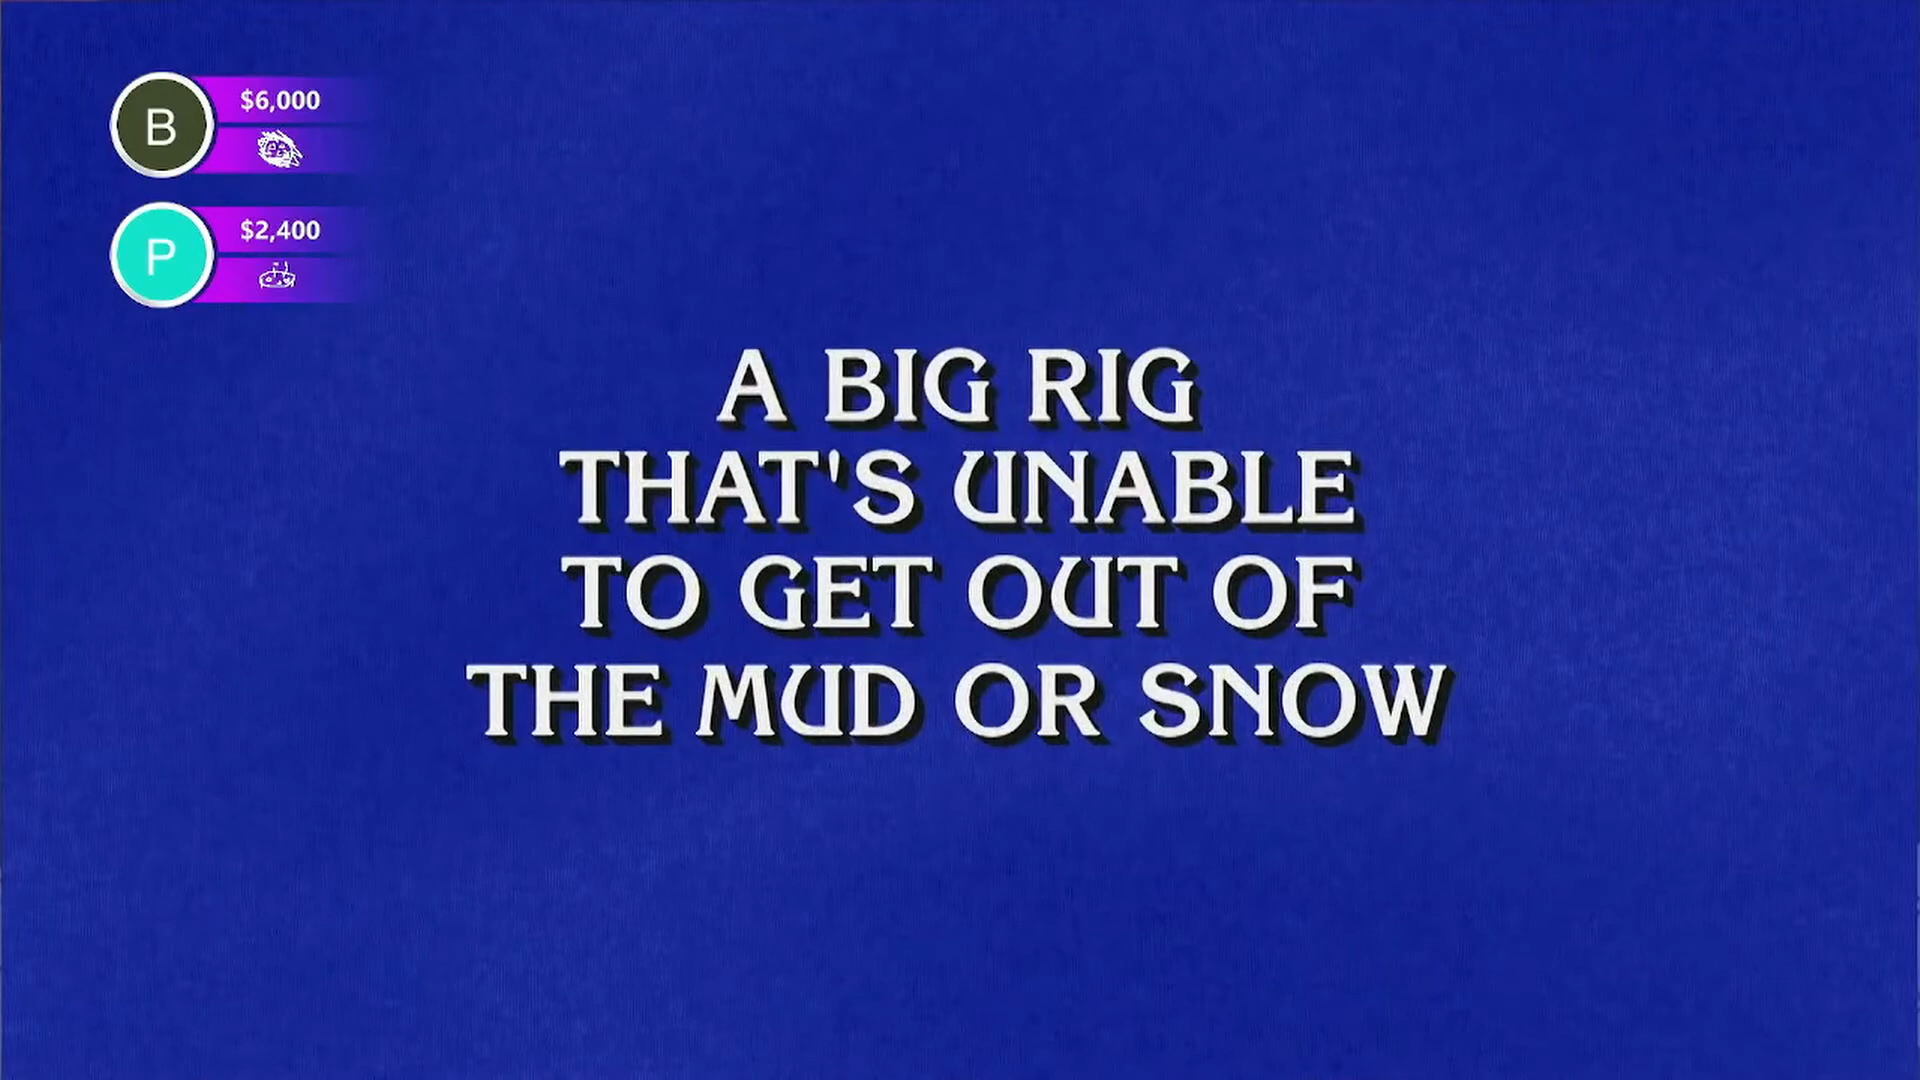 B
$6,000
P
$2,400
A BIG RIG
THAT'S UNABLE
TO GET OUT OF
THE MUD OR SNOW